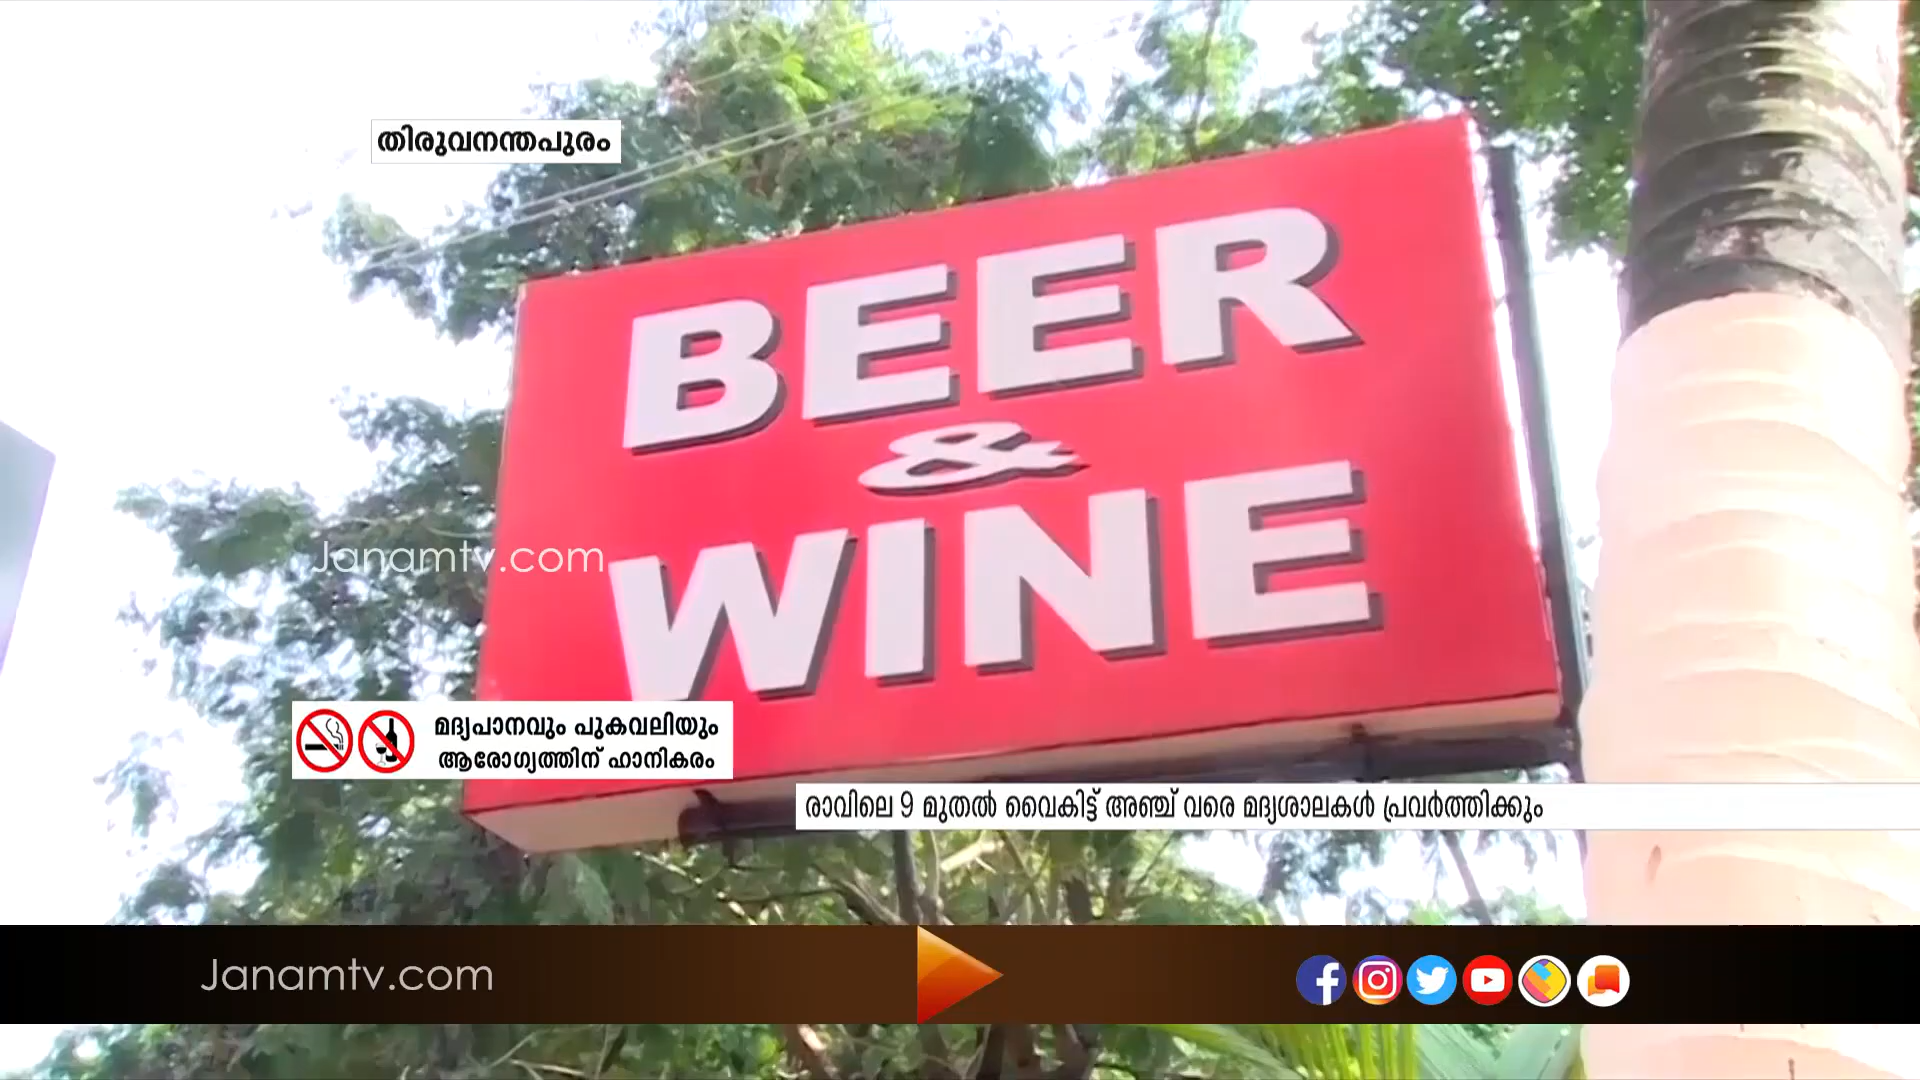 തിരുവനന്തപുരം
BEER
&
WINE
Janamtv.com
മദ്യപാനവും പുകവലിയും
ആരോഗ്യത്തിന് ഹാനികരം
രാവിലെ 9 മുതൽ വൈകിട്ട് അഞ്ച് വരെ മദ്യശാലകൾ പ്രവർത്തിക്കും
Janamtv.com